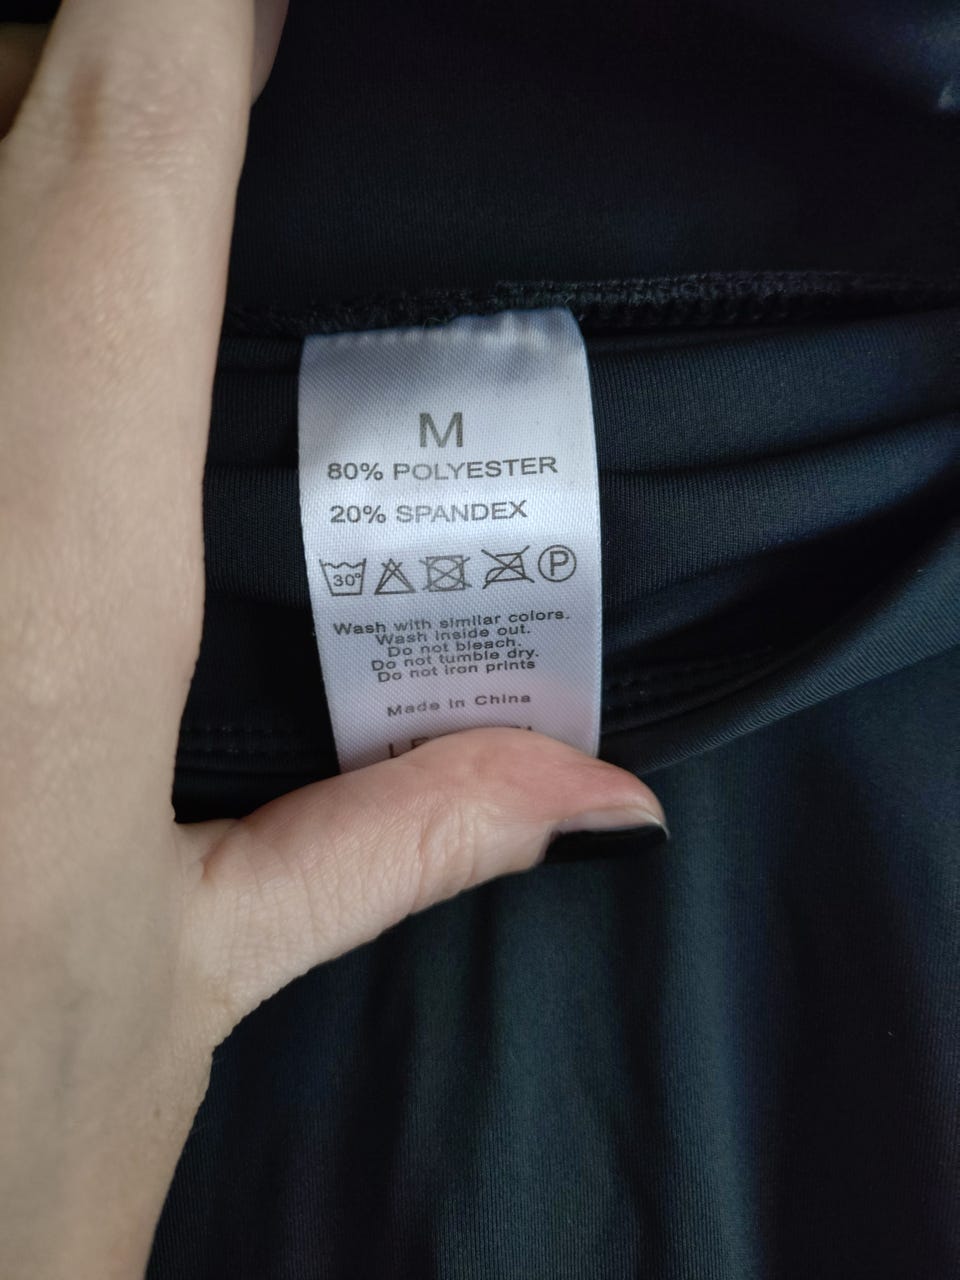 M
80% POLYESTER
20% SPANDEX
30° P
Wash with similar colors.
Wash inside out.
Do not bleach.
Do not tumble dry.
Do not iron prints
Made in China